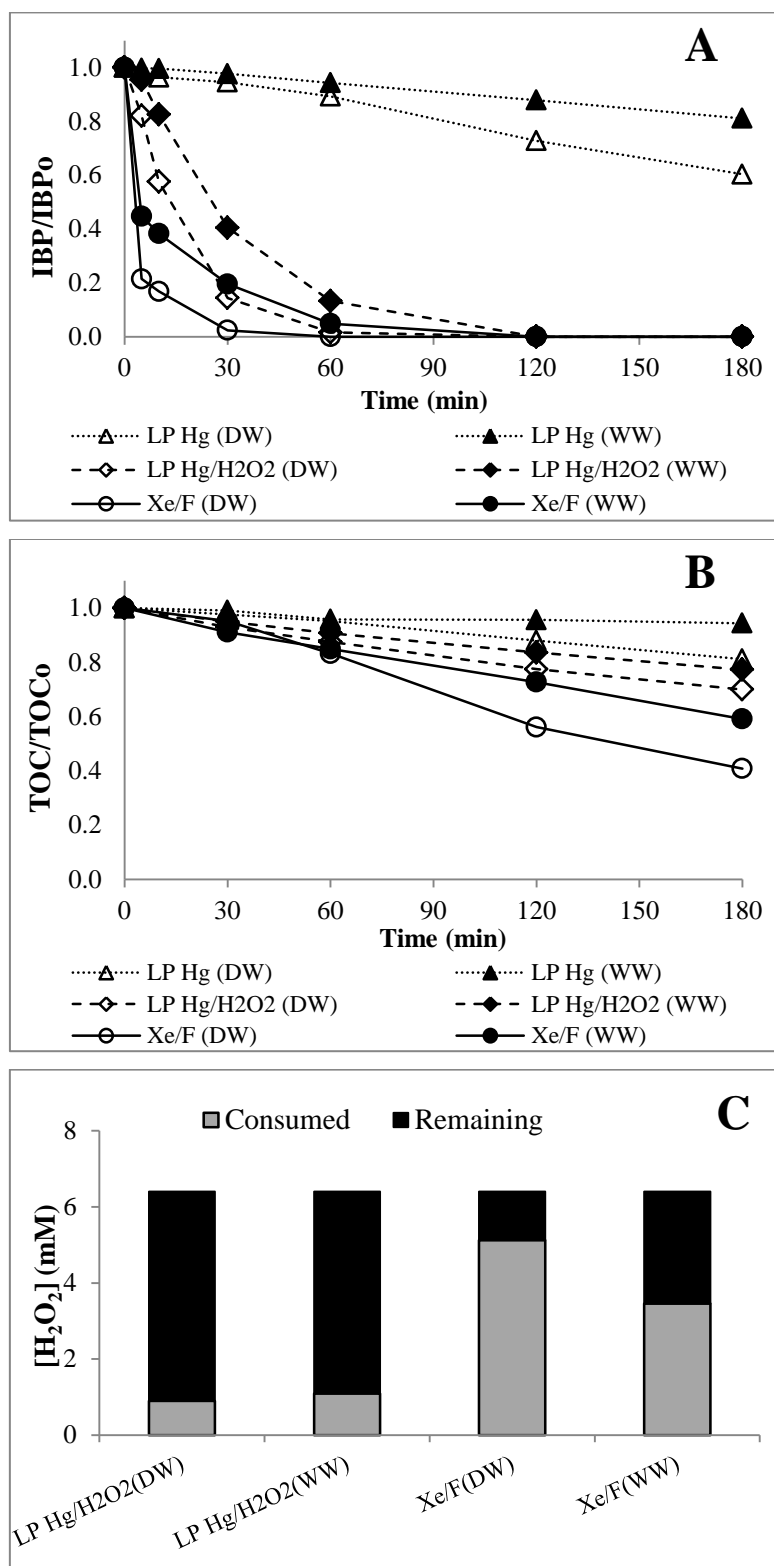 A
IBP/IBPo
1.0
0.8
0.6
0.4
0.2
0.0
0 30 60 90 120 150 180
Time (min)
LP Hg (DW) LP Hg (WW)
LP Hg/H2O2 (DW) LP Hg/H2O2 (WW)
Xe/F (DW) Xe/F (WW)
B
TOC/TOCo
1.0
0.8
0.6
0.4
0.2
0.0
0 30 60 90 120 150 180
Time (min)
LP Hg (DW) LP Hg (WW)
LP Hg/H2O2 (DW) LP Hg/H2O2 (WW)
Xe/F (DW) Xe/F (WW)
C
Consumed Remaining
[H₂O₂] (mM)
8
6
4
2
0
LP Hg/H2O2(DW) LP Hg/H2O2(WW) Xe/F(DW) Xe/F(WW)